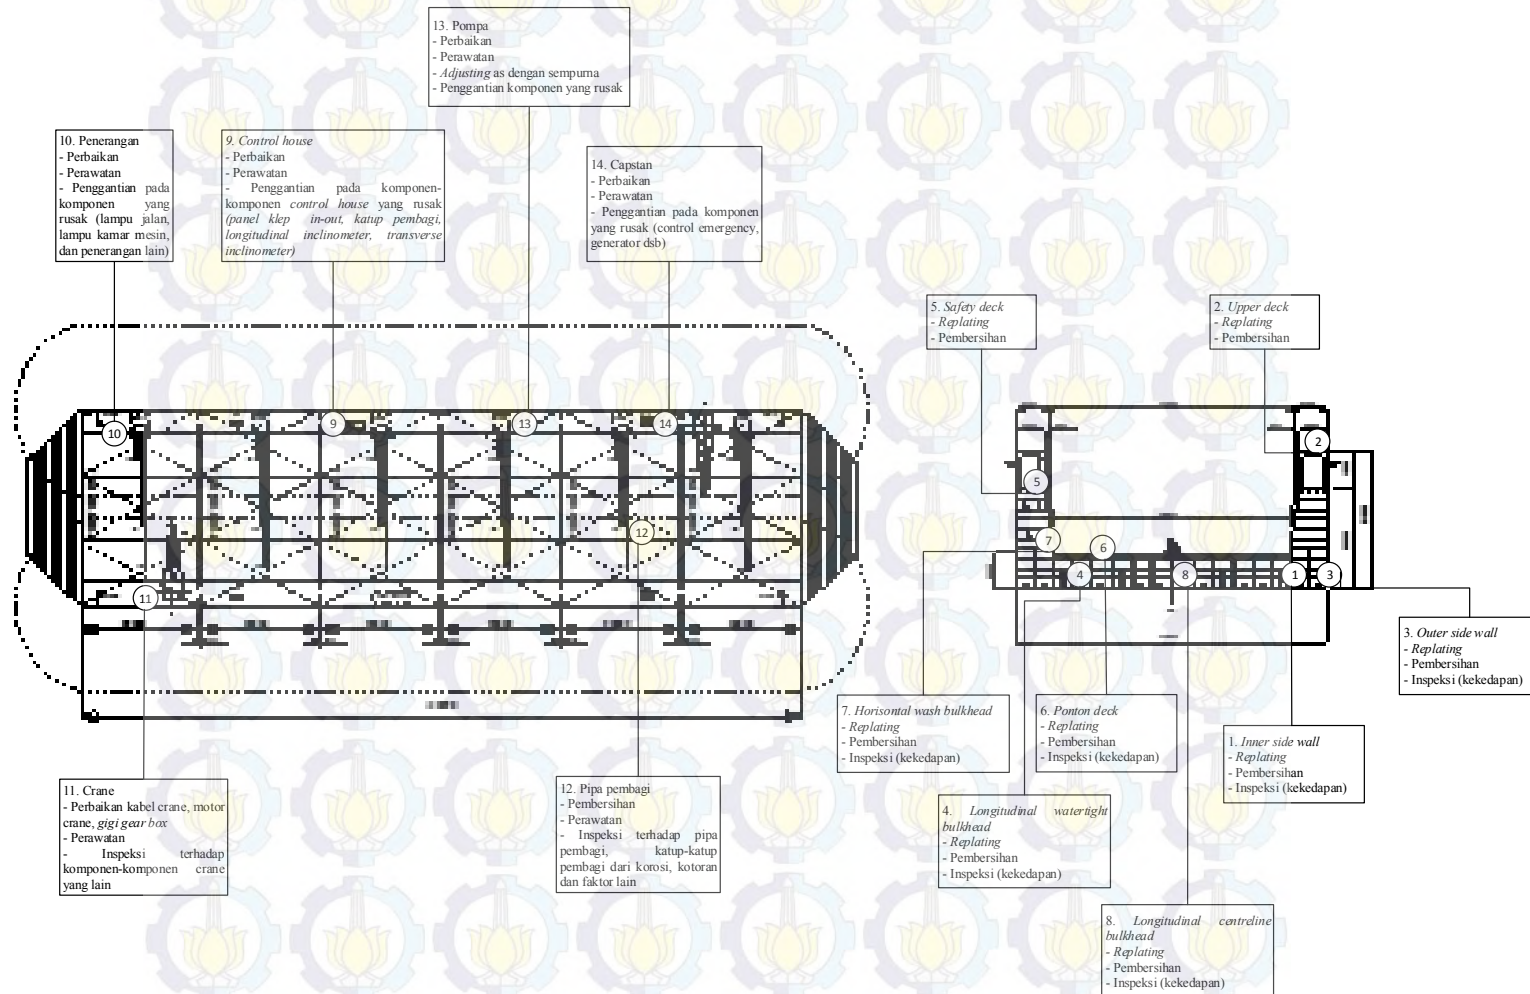 13. Pompa
- Perbaikan
- Perawatan
- Adjusting as dengan sempurna
- Penggantian komponen yang rusak
10. Penerangan
- Perbaikan
- Perawatan
- Penggantian pada
komponen yang
rusak (lampu jalan,
lampu kamar mesin,
dan penerangan lain)
9. Control house
- Perbaikan
- Perawatan
- Penggantian pada komponen-
komponen control house yang rusak
(panel klep in-out, katup pembagi,
longitudinal inclinometer, transverse
inclinometer)
14. Capstan
- Perbaikan
- Perawatan
- Penggantian pada komponen
yang rusak (control emergency,
generator dsb)
5. Safety deck
- Replating
- Pembersihan
2. Upper deck
- Replating
- Pembersihan
10
9
13
14
12
11
2
5
7
6
4
8
1
3
3. Outer side wall
- Replating
- Pembersihan
- Inspeksi (kekedapan)
7. Horisontal wash bulkhead
- Replating
- Pembersihan
- Inspeksi (kekedapan)
6. Ponton deck
- Replating
- Pembersihan
- Inspeksi (kekedapan)
1. Inner side wall
- Replating
- Pembersihan
- Inspeksi (kekedapan)
11. Crane
- Perbaikan kabel crane, motor
crane, gigi gear box
- Perawatan
- Inspeksi terhadap
komponen-komponen crane
yang lain
12. Pipa pembagi
- Pembersihan
- Perawatan
- Inspeksi terhadap pipa
pembagi, katup-katup
pembagi dari korosi, kotoran
dan faktor lain
4. Longitudinal watertight
bulkhead
- Replating
- Pembersihan
- Inspeksi (kekedapan)
8. Longitudinal centreline
bulkhead
- Replating
- Pembersihan
- Inspeksi (kekedapan)